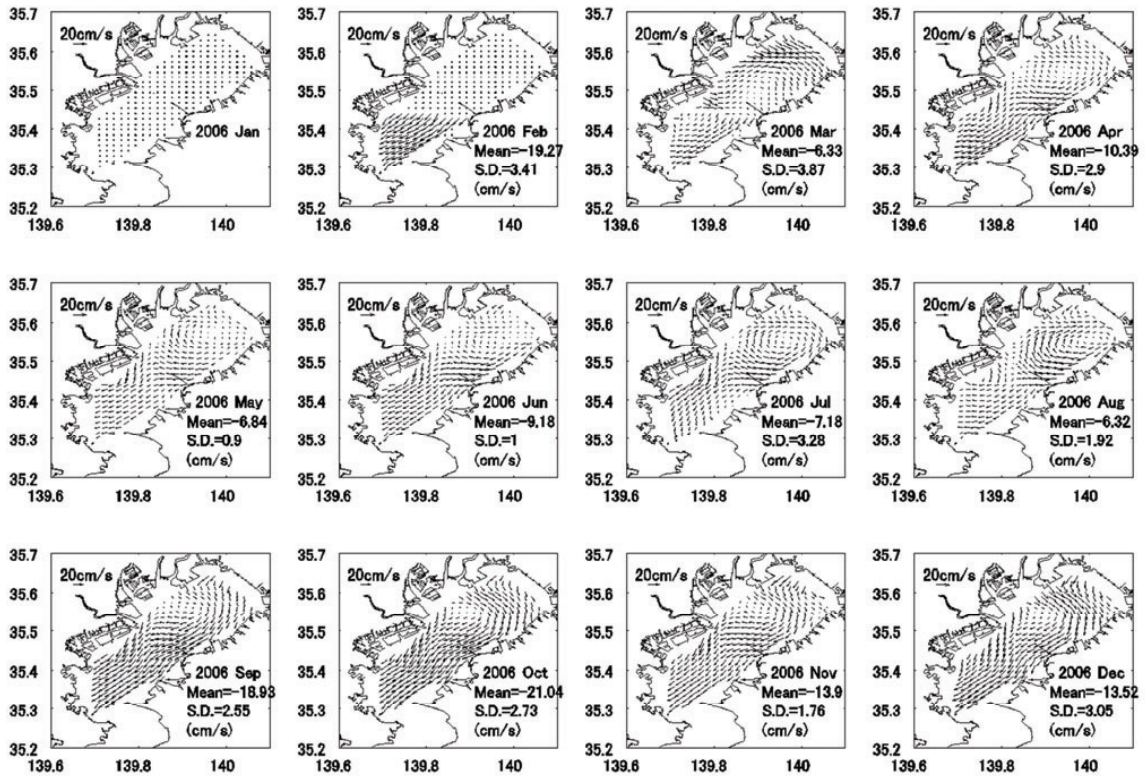 35.7
20cm/s
35.6
35.5
35.4
2006 Jan
35.3
35.2
139.6 139.8 140
35.7
20cm/s
35.6
35.5
35.4
2006 Feb
Mean=-19.27
35.3
S.D.=3.41
(cm/s)
35.2
139.6 139.8 140
35.7
20cm/s
35.6
35.5
35.4
2006 Mar
Mean=-6.33
35.3
S.D.=3.87
(cm/s)
35.2
139.6 139.8 140
35.7
20cm/s
35.6
35.5
35.4
2006 Apr
Mean=-10.39
35.3
S.D.=2.9
(cm/s)
35.2
139.6 139.8 140
35.7
20cm/s
35.6
35.5
35.4
2006 May
Mean=-6.84
35.3
S.D.=0.9
(cm/s)
35.2
139.6 139.8 140
35.7
20cm/s
35.6
35.5
35.4
2006 Jun
Mean=-9.18
35.3
S.D.=1
(cm/s)
35.2
139.6 139.8 140
35.7
20cm/s
35.6
35.5
35.4
2006 Jul
Mean=-7.18
35.3
S.D.=3.28
(cm/s)
35.2
139.6 139.8 140
35.7
20cm/s
35.6
35.5
35.4
2006 Aug
Mean=-6.32
35.3
S.D.=1.92
(cm/s)
35.2
139.6 139.8 140
35.7
20cm/s
35.6
35.5
35.4
2006 Sep
Mean=-18.93
35.3
S.D.=2.55
(cm/s)
35.2
139.6 139.8 140
35.7
20cm/s
35.6
35.5
35.4
2006 Oct
Mean=-21.04
35.3
S.D.=2.73
(cm/s)
35.2
139.6 139.8 140
35.7
20cm/s
35.6
35.5
35.4
2006 Nov
Mean=-13.9
35.3
S.D.=1.76
(cm/s)
35.2
139.6 139.8 140
35.7
20cm/s
35.6
35.5
35.4
2006 Dec
Mean=-13.52
35.3
S.D.=3.05
(cm/s)
35.2
139.6 139.8 140